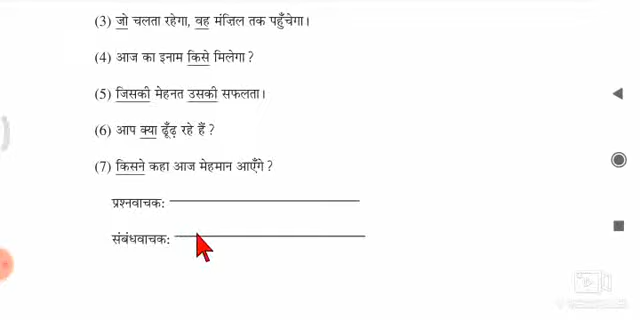 (3) जो चलता रहेगा, वह मंज़िल तक पहुँचेगा।
(4) आज का इनाम किसे मिलेगा ?
(5) जिसकी मेहनत उसकी सफलता।
(6) आप क्या ढूँढ़ रहे हैं ?
(7) किसने कहा आज मेहमान आएँगे ?
प्रश्नवाचक:
संबंधवाचक: